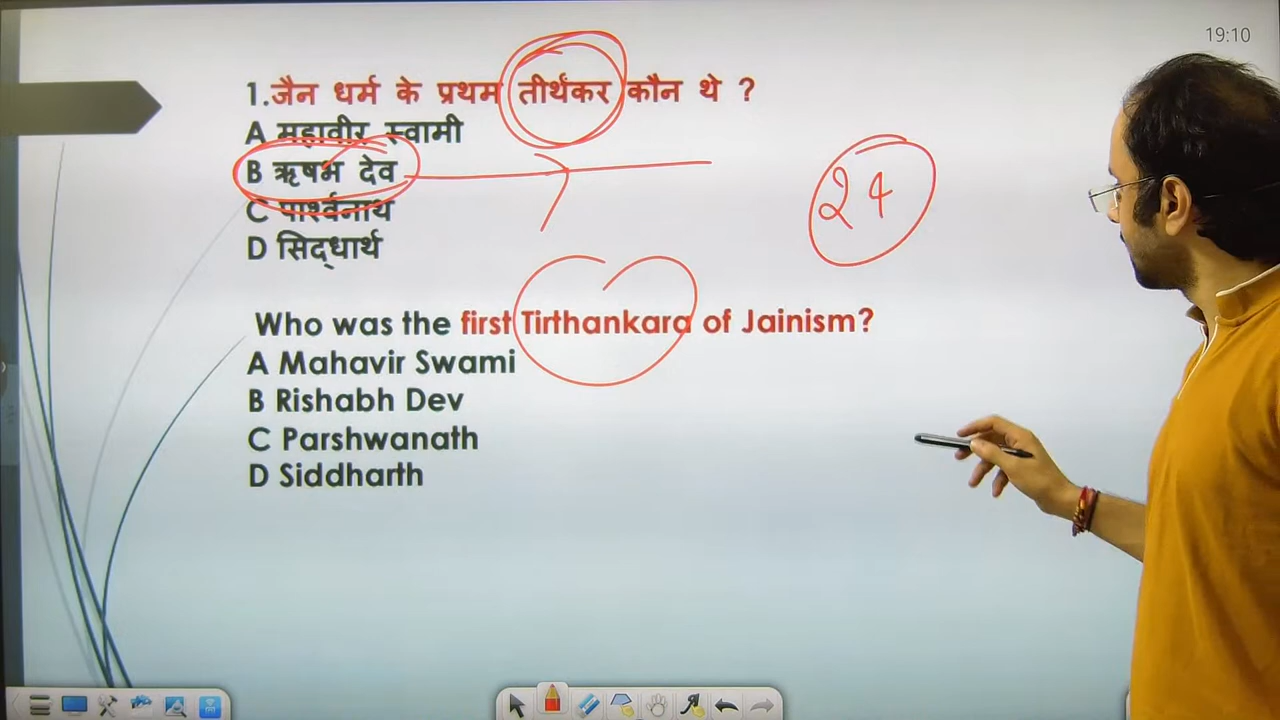 19:10
1.जैन धर्म के प्रथम तीर्थंकर कौन थे ?
A महावीर स्वामी
B ऋषभ देव
C पार्श्वनाथ
D सिद्धार्थ
24
Who was the first Tirthankara of Jainism?
A Mahavir Swami
B Rishabh Dev
C Parshwanath
D Siddharth